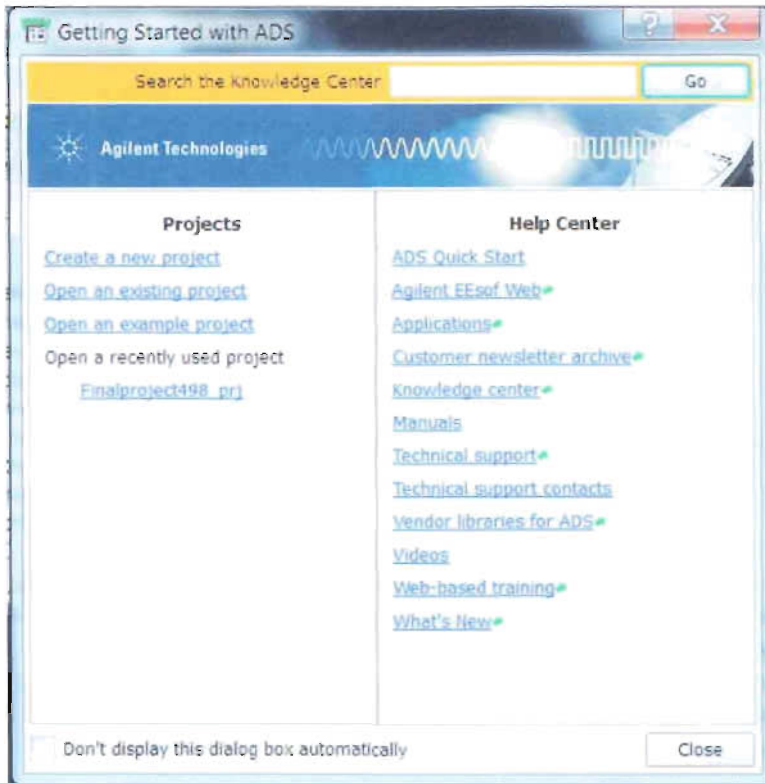 Getting Started with ADS
Search the Knowledge Center
Go
Agilent Technologies
Projects
Create a new project
Open an existing project
Open an example project
Open a recently used project
Finalproject498_prj
Help Center
ADS Quick Start
Agilent EEsof Web
Applications
Customer newsletter archive
Knowledge center
Manuals
Technical support
Technical support contacts
Vendor libraries for ADS
Videos
Web-based training
What's New
Don't display this dialog box automatically
Close